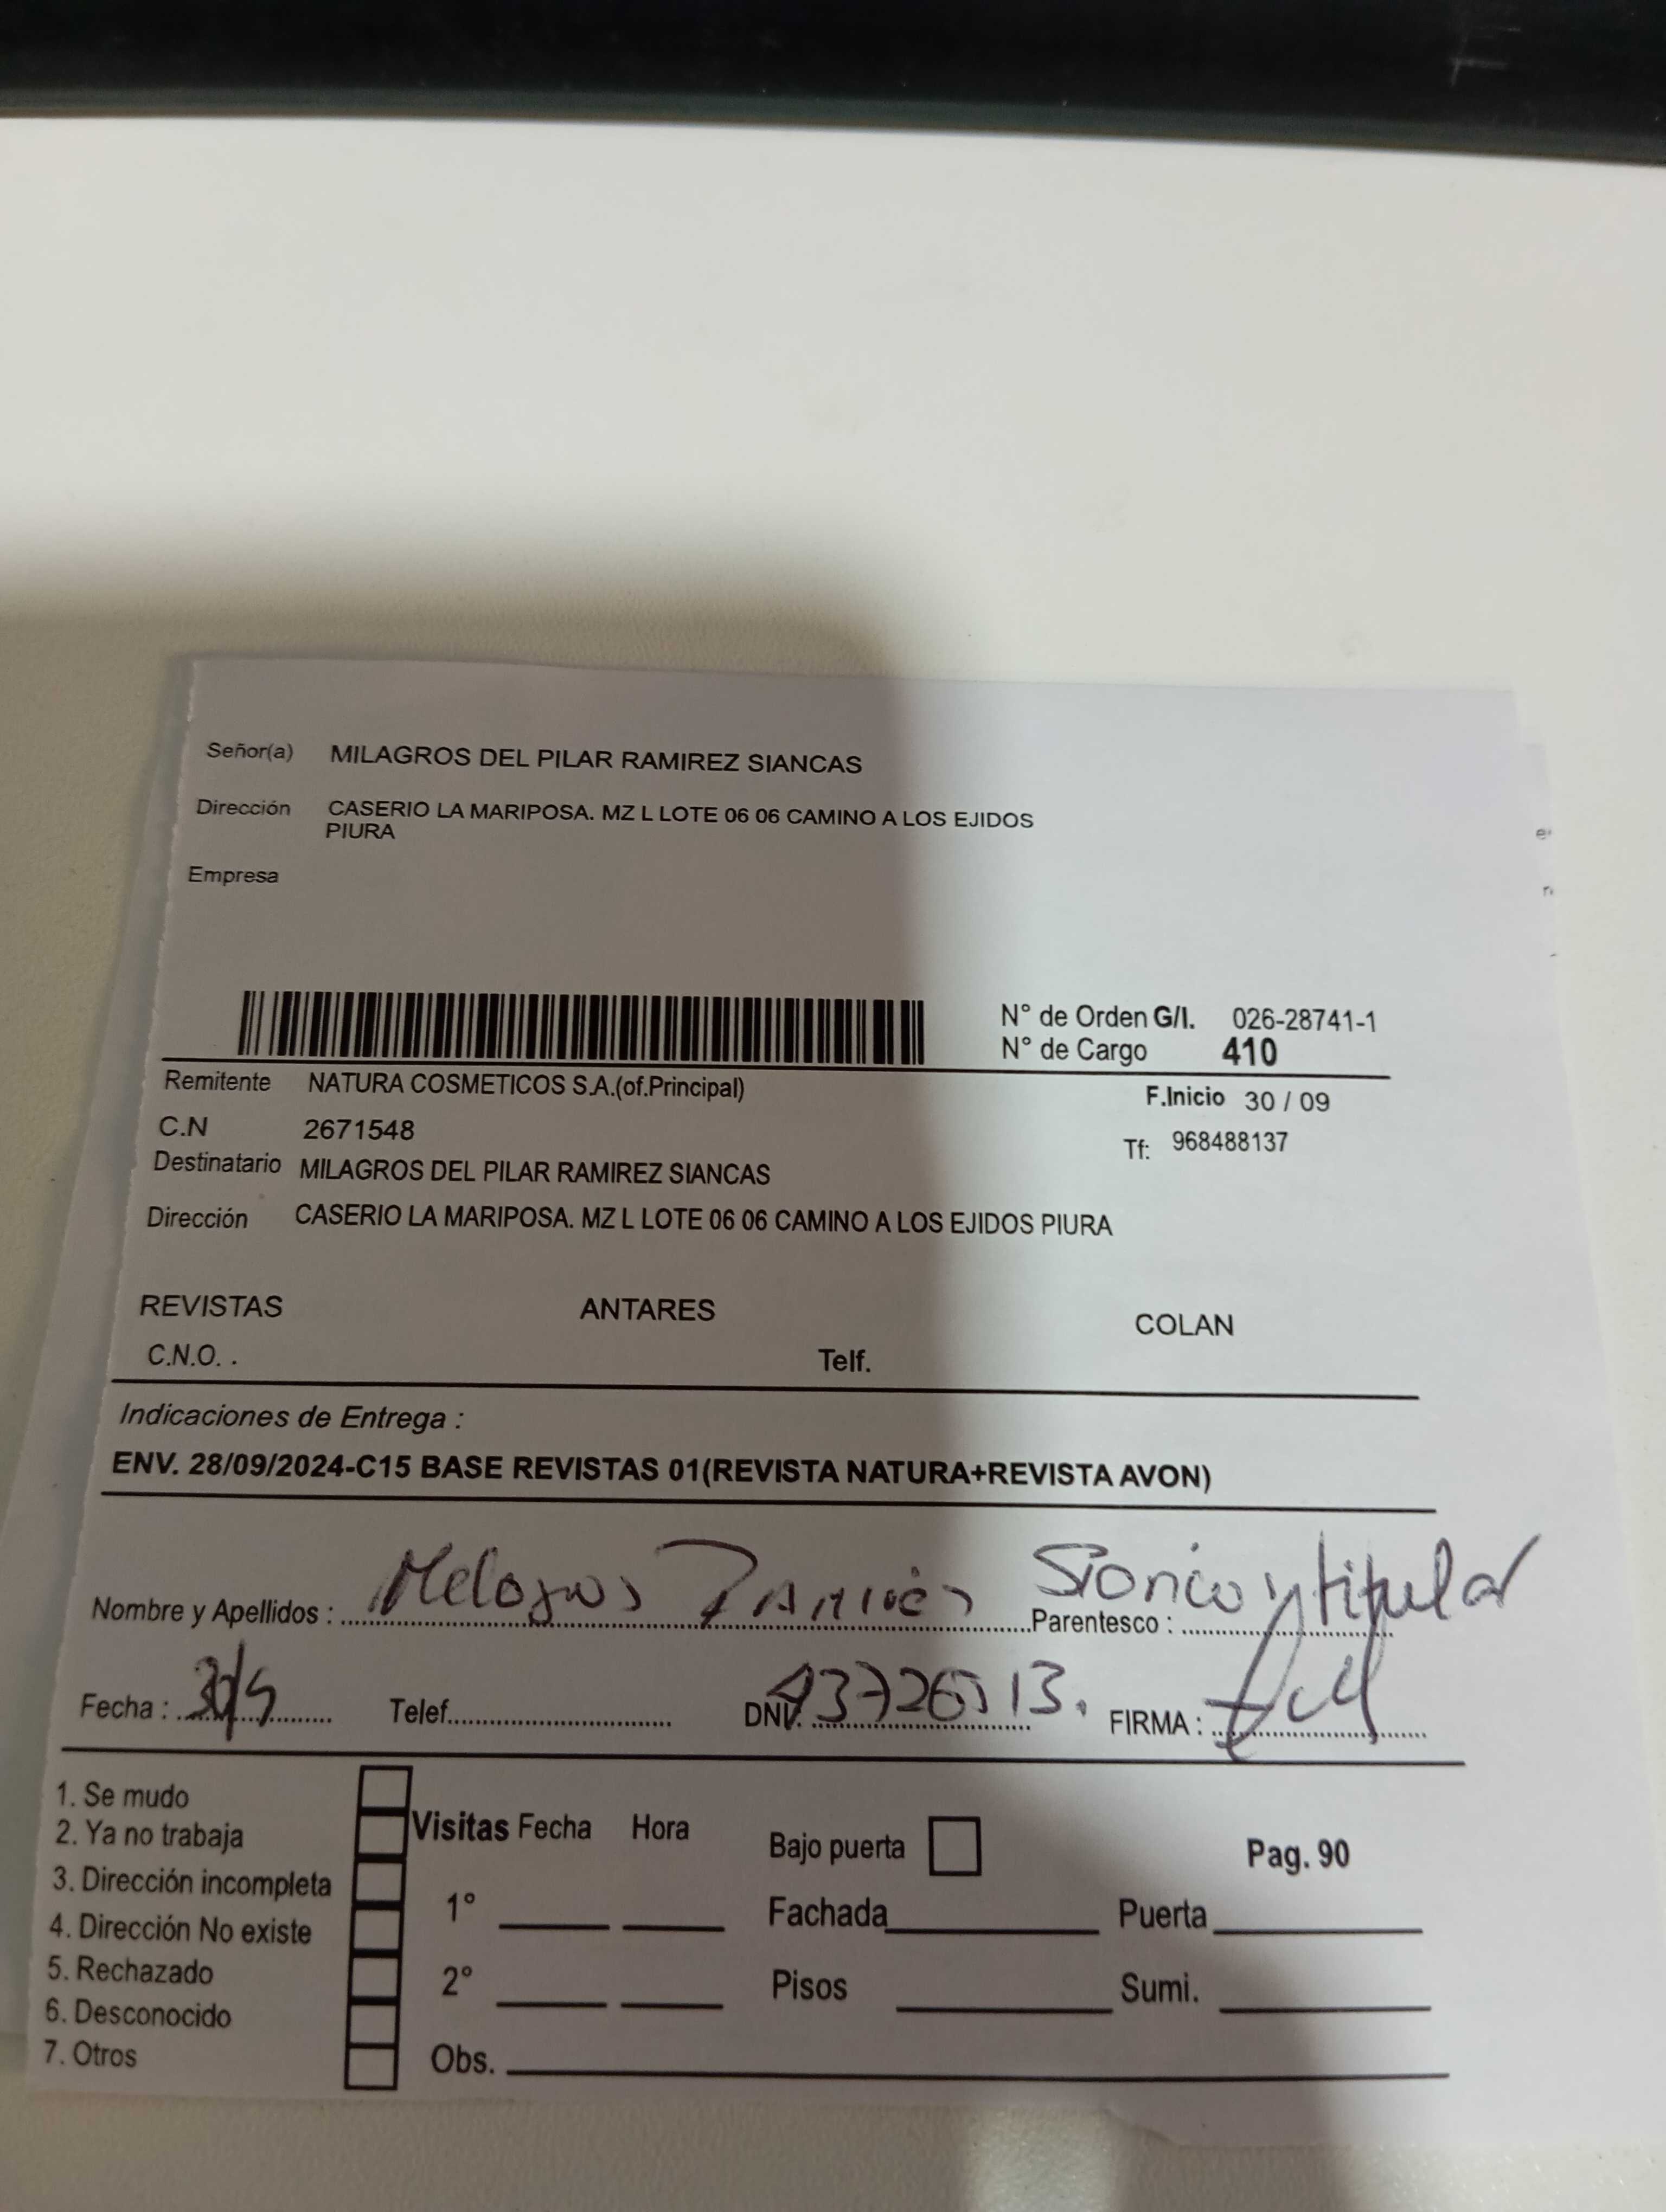 Señor(a) MILAGROS DEL PILAR RAMIREZ SIANCAS
Dirección CASERIO LA MARIPOSA. MZ L LOTE 06 06 CAMINO A LOS EJIDOS
PIURA
Empresa
N° de Orden G/I. 026-28741-1
N° de Cargo 410
Remitente NATURA COSMETICOS S.A.(of.Principal) F.Inicio 30 / 09
C.N 2671548 Tf: 968488137
Destinatario MILAGROS DEL PILAR RAMIREZ SIANCAS
Dirección CASERIO LA MARIPOSA. MZ L LOTE 06 06 CAMINO A LOS EJIDOS PIURA
REVISTAS ANTARES COLAN
C.N.O. . Telf.
Indicaciones de Entrega :
ENV. 28/09/2024-C15 BASE REVISTAS 01(REVISTA NATURA+REVISTA AVON)
Nombre y Apellidos : Parentesco : titular
Fecha : 30/9 Telef. DNI. FIRMA :
1. Se mudo
2. Ya no trabaja Visitas Fecha Hora Bajo puerta Pag. 90
3. Dirección incompleta
4. Dirección No existe 1° Fachada Puerta
5. Rechazado 2° Pisos Sumi.
6. Desconocido
7. Otros Obs.